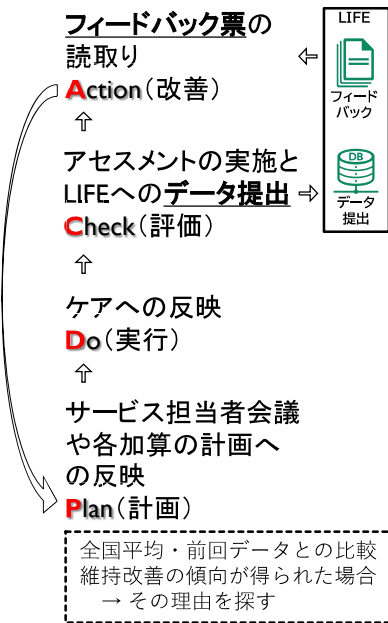 フィードバック票の
読取り
Action（改善）
⇧
アセスメントの実施と
LIFEへのデータ提出 ⇨
Check（評価）
⇧
ケアへの反映
Do（実行）
⇧
サービス担当者会議
や各加算の計画へ
の反映
Plan（計画）
LIFE
⇦
フィード
バック
DB
データ
提出
全国平均・前回データとの比較
維持改善の傾向が得られた場合
→ その理由を探す